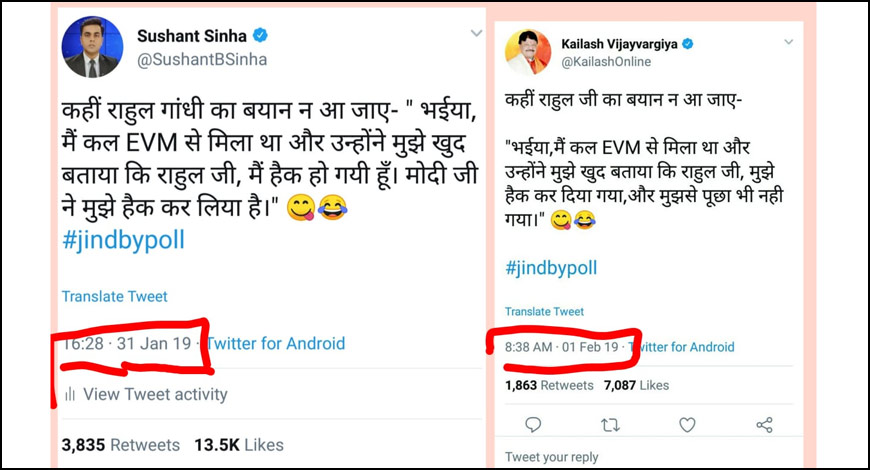 Sushant Sinha
@SushantBSinha
कहीं राहुल गांधी का बयान न आ जाए- " भईया,
मैं कल EVM से मिला था और उन्होंने मुझे खुद
बताया कि राहुल जी, मैं हैक हो गयी हूँ। मोदी जी
ने मुझे हैक कर लिया है।" 😋😂
#jindbypoll
Translate Tweet
16:28 · 31 Jan 19 · Twitter for Android
View Tweet activity
3,835 Retweets 13.5K Likes
Kailash Vijayvargiya
@KailashOnline
कहीं राहुल जी का बयान न आ जाए-
"भईया,मैं कल EVM से मिला था और
उन्होंने मुझे खुद बताया कि राहुल जी, मुझे
हैक कर दिया गया,और मुझसे पूछा भी नही
गया।" 😋😂
#jindbypoll
Translate Tweet
8:38 AM · 01 Feb 19 · Twitter for Android
1,863 Retweets 7,087 Likes
Tweet your reply